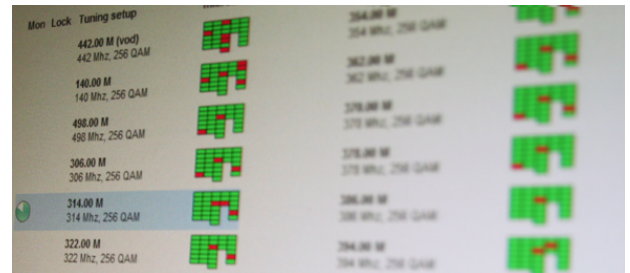 Mon Lock Tuning setup
442.00 M (vod)
442 Mhz, 256 QAM
140.00 M
140 Mhz, 256 QAM
498.00 M
498 Mhz, 256 QAM
306.00 M
306 Mhz, 256 QAM
314.00 M
314 Mhz, 256 QAM
322.00 M
322 Mhz, 256 QAM
354.00 M
354 Mhz, 256 QAM
362.00 M
362 Mhz, 256 QAM
370.00 M
370 Mhz, 256 QAM
378.00 M
378 Mhz, 256 QAM
386.00 M
386 Mhz, 256 QAM
394.00 M
394 Mhz, 256 QAM